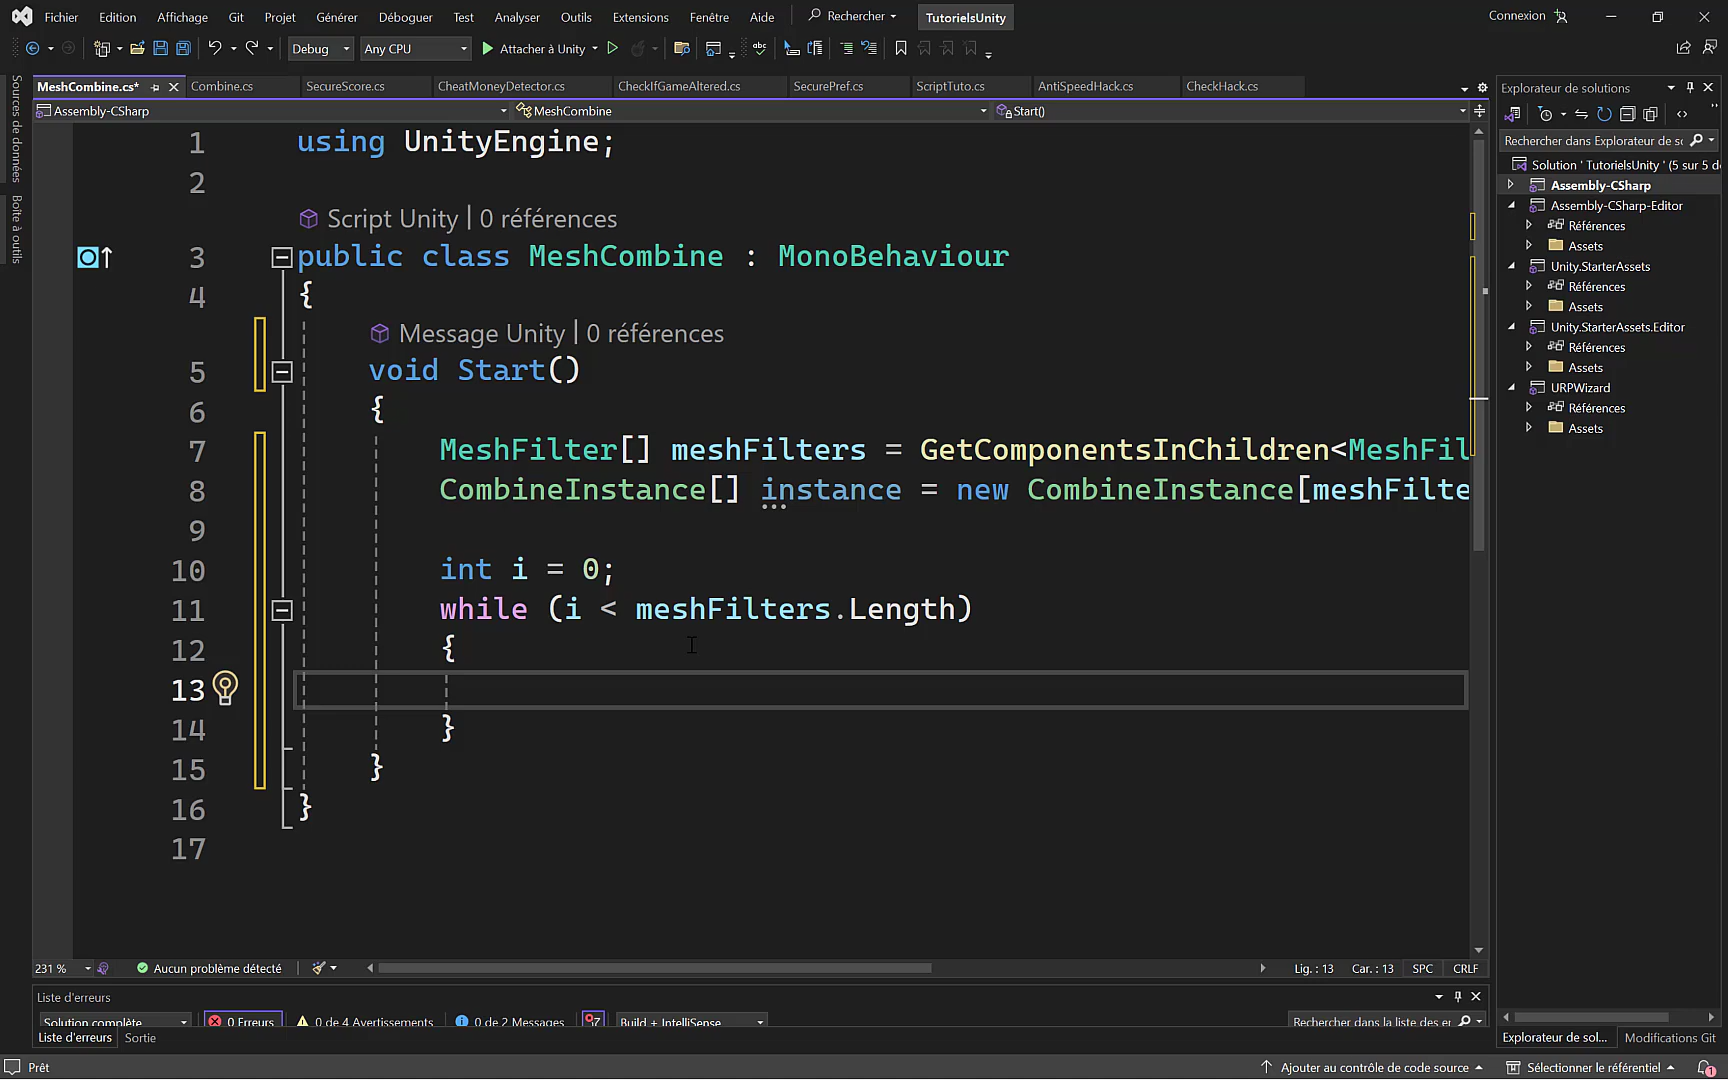 Fichier Edition Affichage Git Projet Générer Déboguer Test Analyser Outils Extensions Fenêtre Aide Rechercher TutorielsUnity Connexion
Debug Any CPU Attacher à Unity
Sources de données
Boîte à outils
MeshCombine.cs* Combine.cs SecureScore.cs CheatMoneyDetector.cs CheckIfGameAltered.cs SecurePref.cs ScriptTuto.cs AntiSpeedHack.cs CheckHack.cs
Assembly-CSharp MeshCombine Start()
1 using UnityEngine;
2
Script Unity | 0 références
3 public class MeshCombine : MonoBehaviour
4 {
Message Unity | 0 références
5 void Start()
6 {
7 MeshFilter[] meshFilters = GetComponentsInChildren<MeshFil
8 CombineInstance[] instance = new CombineInstance[meshFilte
9
10 int i = 0;
11 while (i < meshFilters.Length)
12 {
13
14 }
15 }
16 }
17
231 % Aucun problème détecté Lig. : 13 Car. : 13 SPC CRLF
Liste d'erreurs
Solution complète 0 Erreurs 0 de 4 Avertissements 0 de 2 Messages Build + IntelliSense Rechercher dans la liste des er
Liste d'erreurs Sortie
Explorateur de solutions
Rechercher dans Explorateur de so
Solution ' TutorielsUnity ' (5 sur 5 d
Assembly-CSharp
Assembly-CSharp-Editor
Références
Assets
Unity.StarterAssets
Références
Assets
Unity.StarterAssets.Editor
Références
Assets
URPWizard
Références
Assets
Explorateur de sol... Modifications Git
Prêt Ajouter au contrôle de code source Sélectionner le référentiel 1